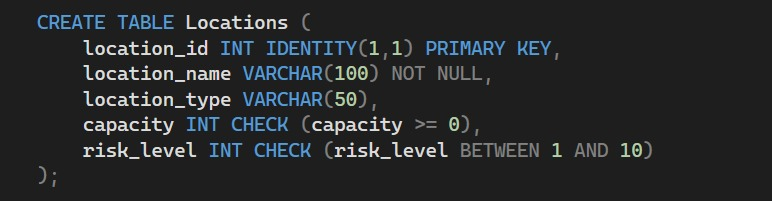 CREATE TABLE Locations (
    location_id INT IDENTITY(1,1) PRIMARY KEY,
    location_name VARCHAR(100) NOT NULL,
    location_type VARCHAR(50),
    capacity INT CHECK (capacity >= 0),
    risk_level INT CHECK (risk_level BETWEEN 1 AND 10)
);